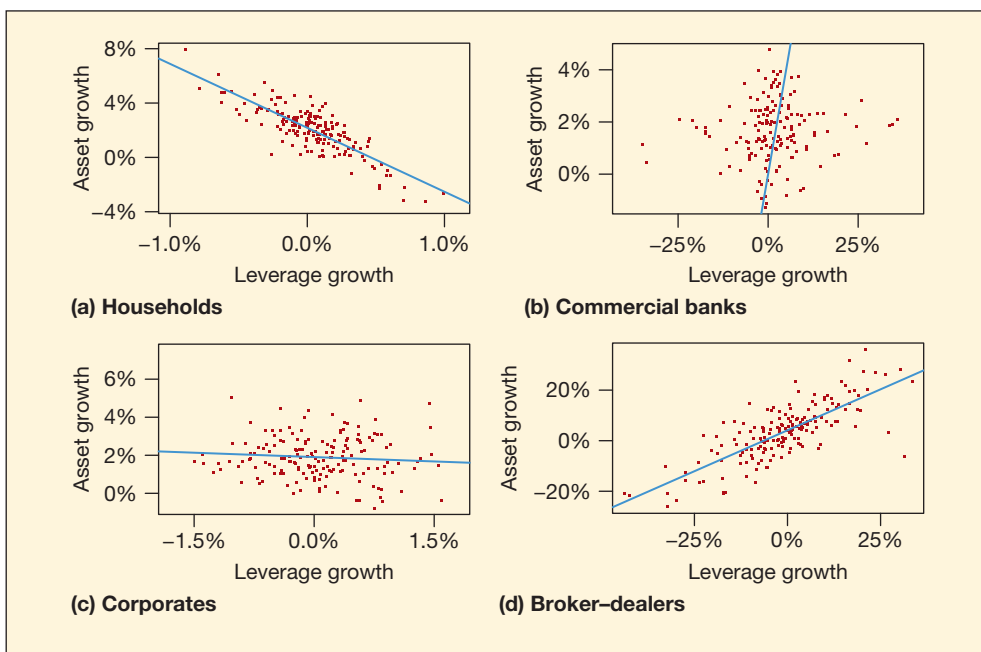 8%
4%
0%
−4%
Asset growth
−1.0%
0.0%
1.0%
Leverage growth
(a) Households
4%
2%
0%
Asset growth
−25%
0%
25%
Leverage growth
(b) Commercial banks
6%
4%
2%
0%
Asset growth
−1.5%
0.0%
1.5%
Leverage growth
(c) Corporates
20%
0%
−20%
Asset growth
−25%
0%
25%
Leverage growth
(d) Broker–dealers